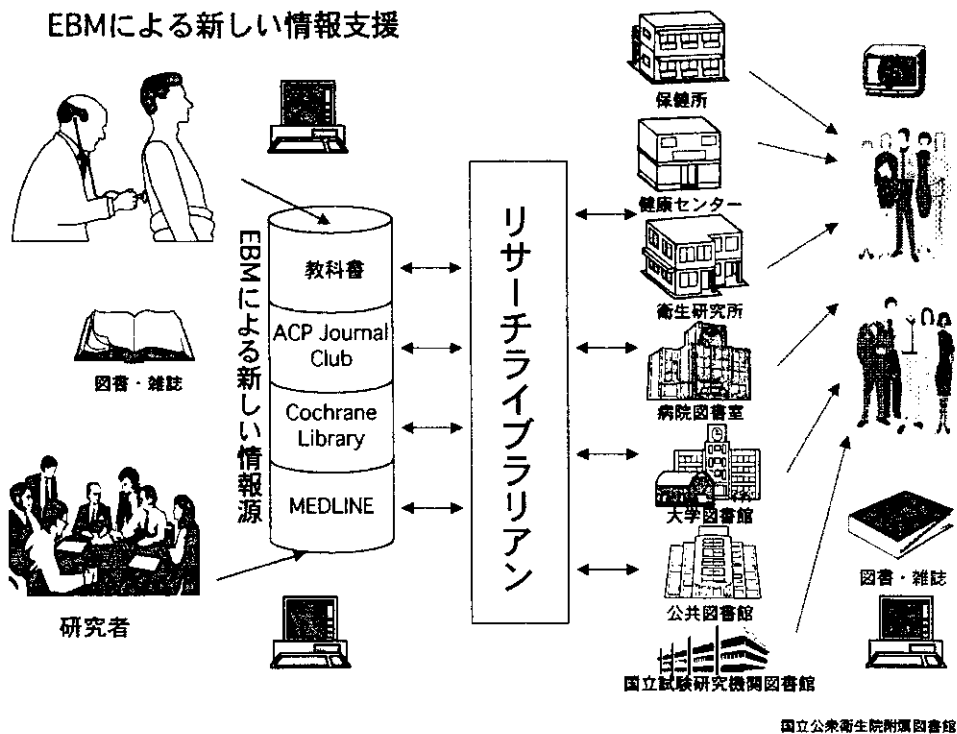 EBMによる新しい情報支援
図書・雑誌
研究者
EBMによる新しい情報源
教科書
ACP Journal
Club
Cochrane
Library
MEDLINE
リサーチライブラリアン
保健所
健康センター
衛生研究所
病院図書室
大学図書館
公共図書館
国立試験研究機関図書館
図書・雑誌
国立公衆衛生院附属図書館